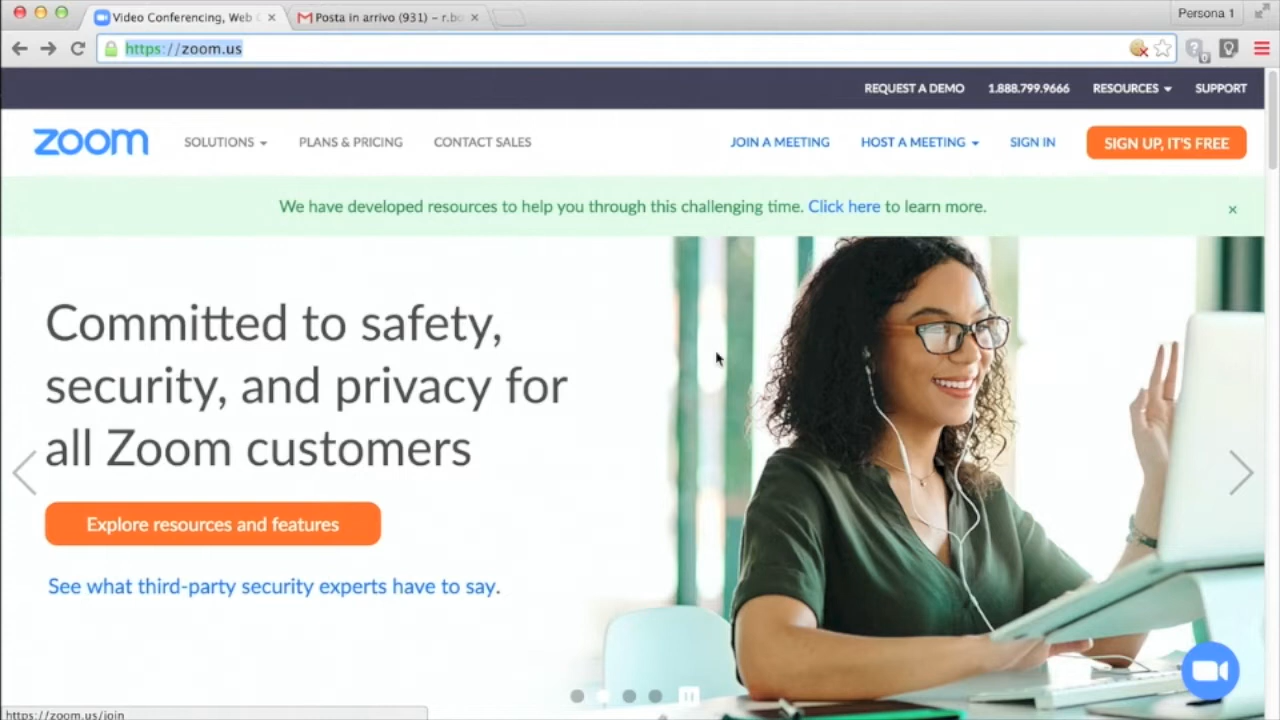 Video Conferencing, Web
Posta in arrivo (931) – r.b
Persona 1
https://zoom.us
REQUEST A DEMO 1.888.799.9666 RESOURCES SUPPORT
zoom SOLUTIONS PLANS & PRICING CONTACT SALES JOIN A MEETING HOST A MEETING SIGN IN SIGN UP, IT'S FREE
We have developed resources to help you through this challenging time. Click here to learn more. ×
Committed to safety,
security, and privacy for
all Zoom customers
Explore resources and features
See what third-party security experts have to say.
https://zoom.us/join